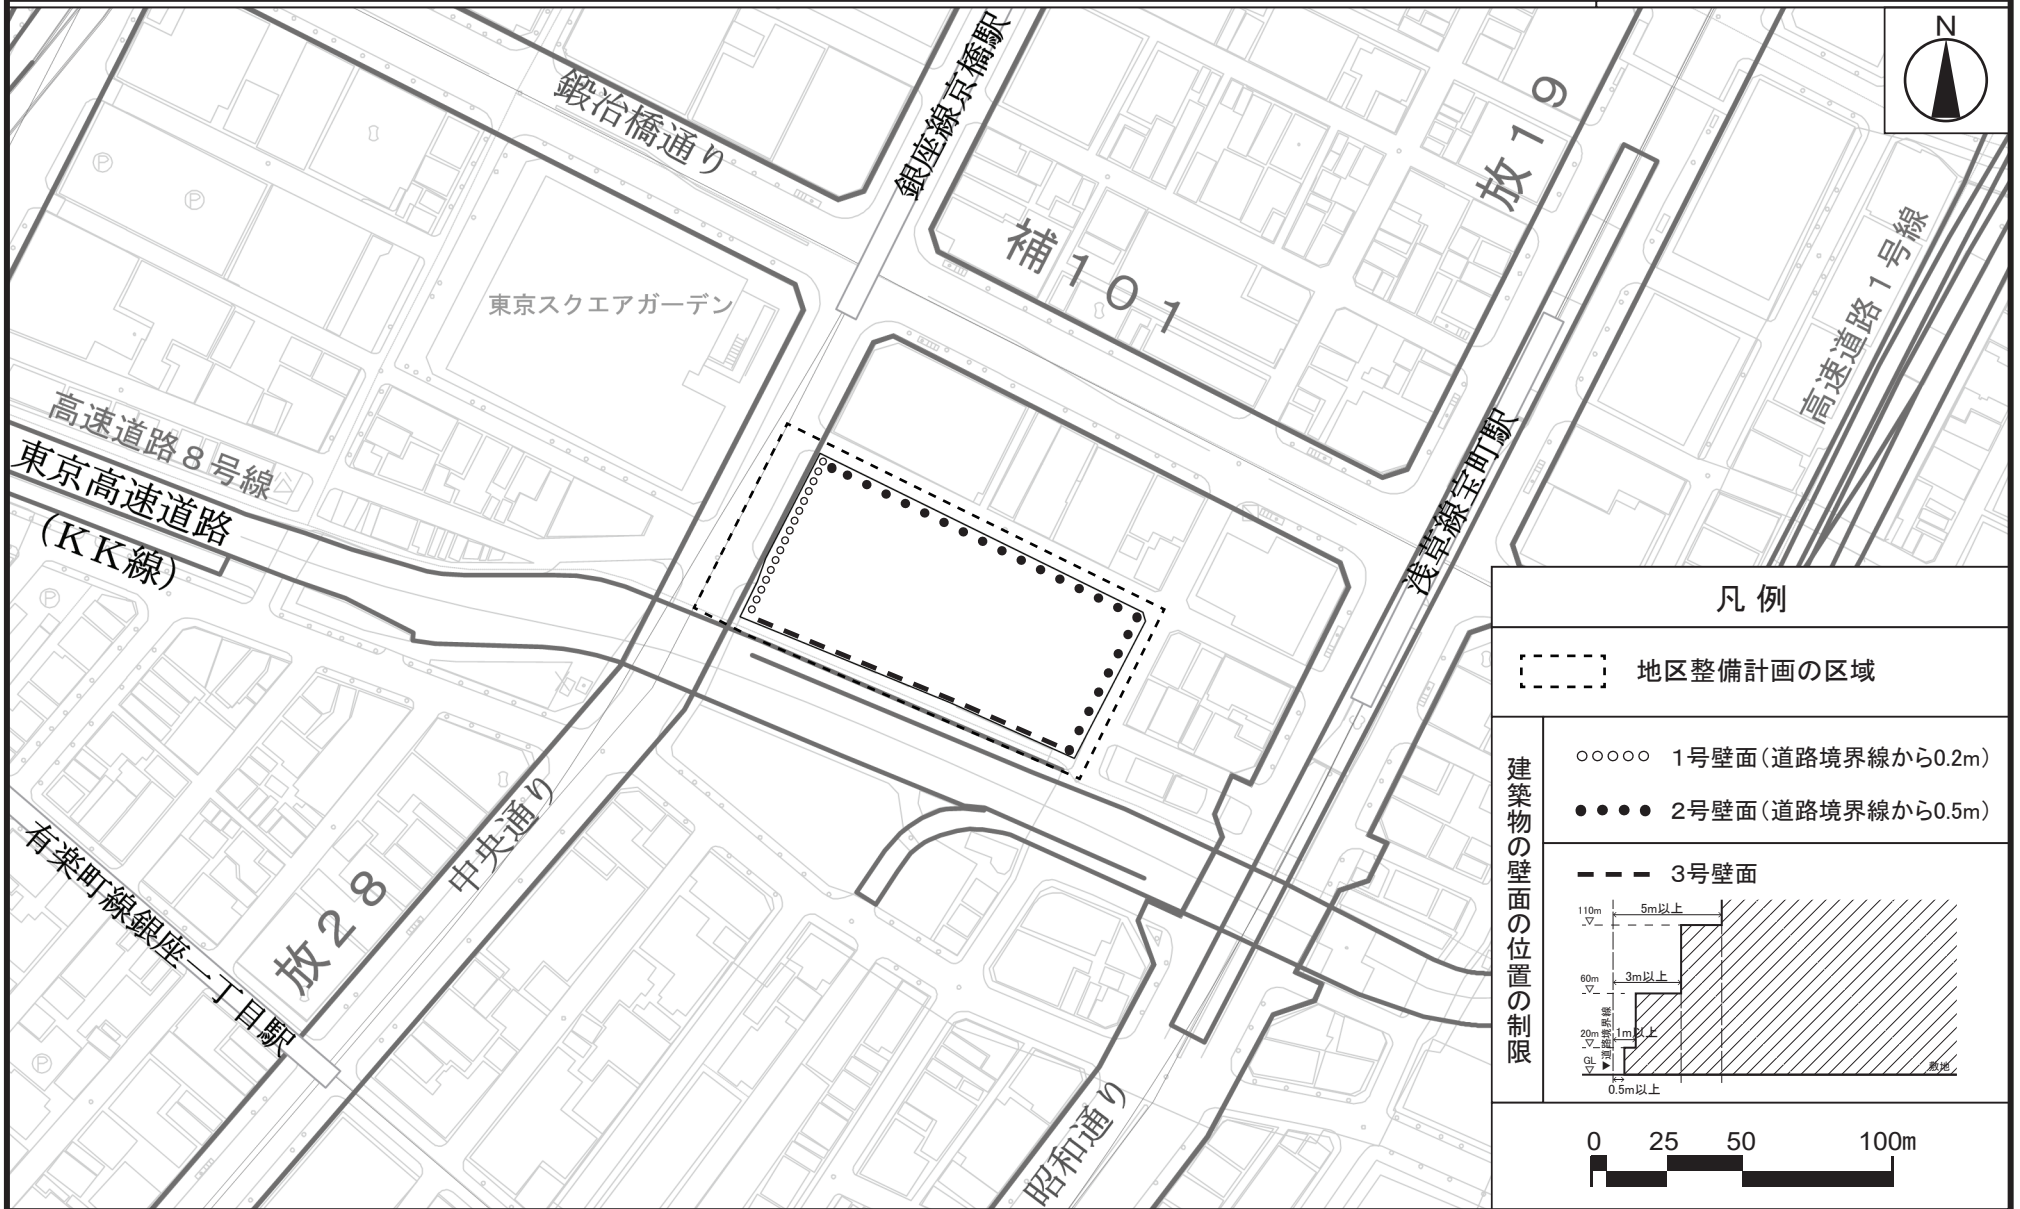 N
鍛冶橋通り
銀座線京橋駅
放19
補101
高速道路1号線
東京スクエアガーデン
高速道路8号線
東京高速道路
(KK線)
浅草線宝町駅
中央通り
有楽町線銀座一丁目駅
放28
昭和通り
P
P
P
P
凡例
地区整備計画の区域
建築物の壁面の位置の制限
1号壁面(道路境界線から0.2m)
2号壁面(道路境界線から0.5m)
3号壁面
110m
5m以上
60m
3m以上
20m
1m以上
GL
道路境界線
0.5m以上
敷地
0 25 50 100m